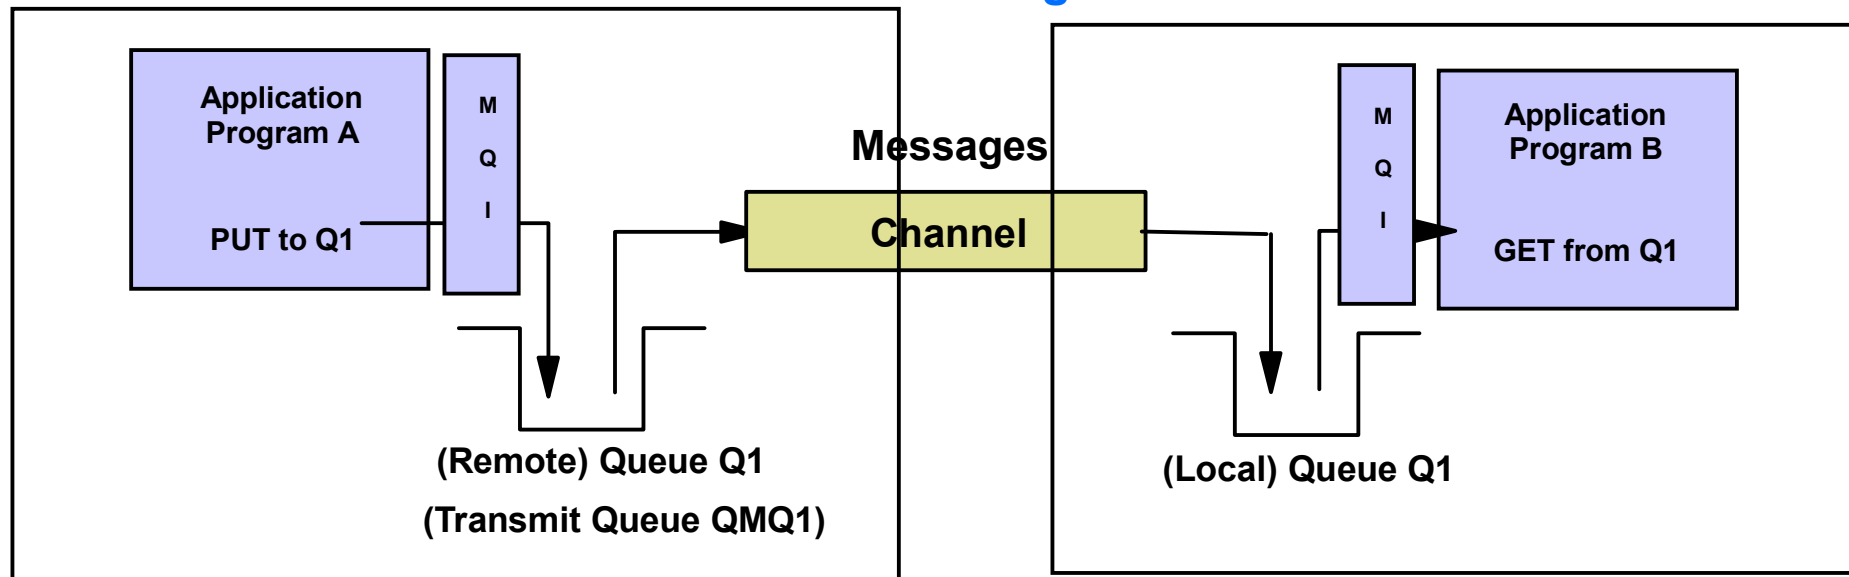 Application
Program A
PUT to Q1
M
Q
I
(Remote) Queue Q1
(Transmit Queue QMQ1)
Messages
Channel
M
Q
I
Application
Program B
GET from Q1
(Local) Queue Q1